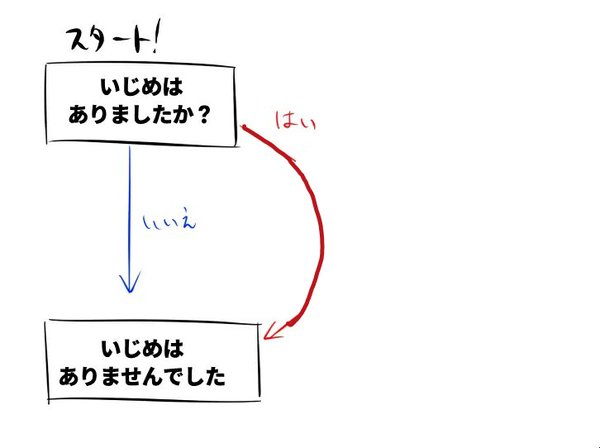 スタート!
いじめは
ありましたか？
はい
いいえ
いじめは
ありませんでした